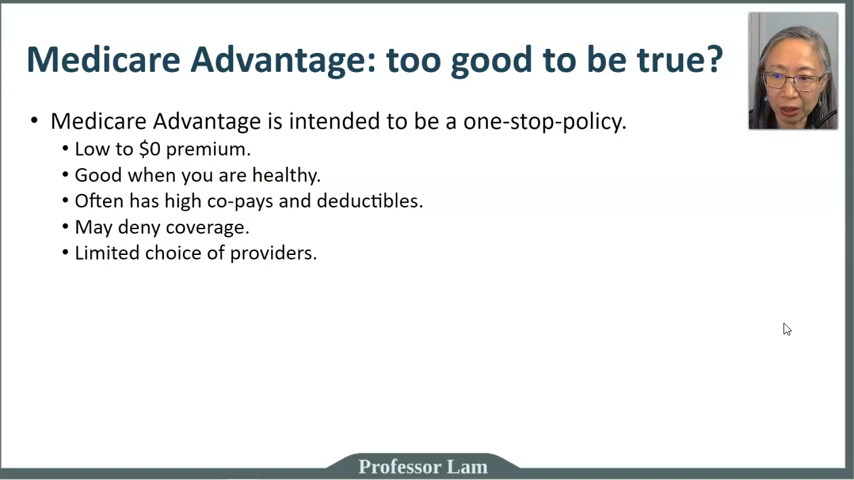 Medicare Advantage: too good to be true?
• Medicare Advantage is intended to be a one-stop-policy.
• Low to $0 premium.
• Good when you are healthy.
• Often has high co-pays and deductibles.
• May deny coverage.
• Limited choice of providers.
Professor Lam